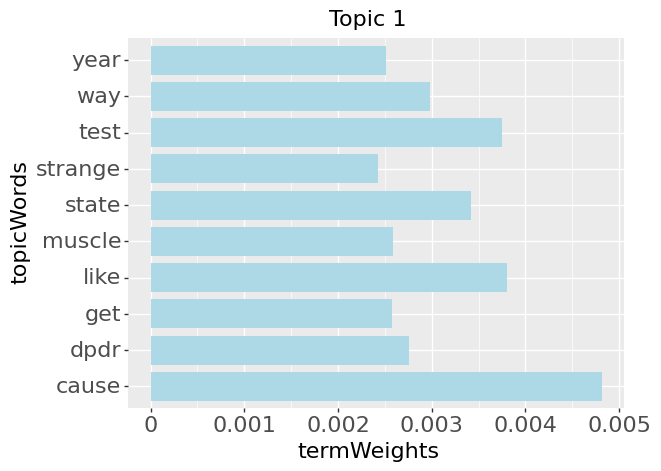 Topic 1
topicWords
year
way
test
strange
state
muscle
like
get
dpdr
cause
0 0.001 0.002 0.003 0.004 0.005
termWeights